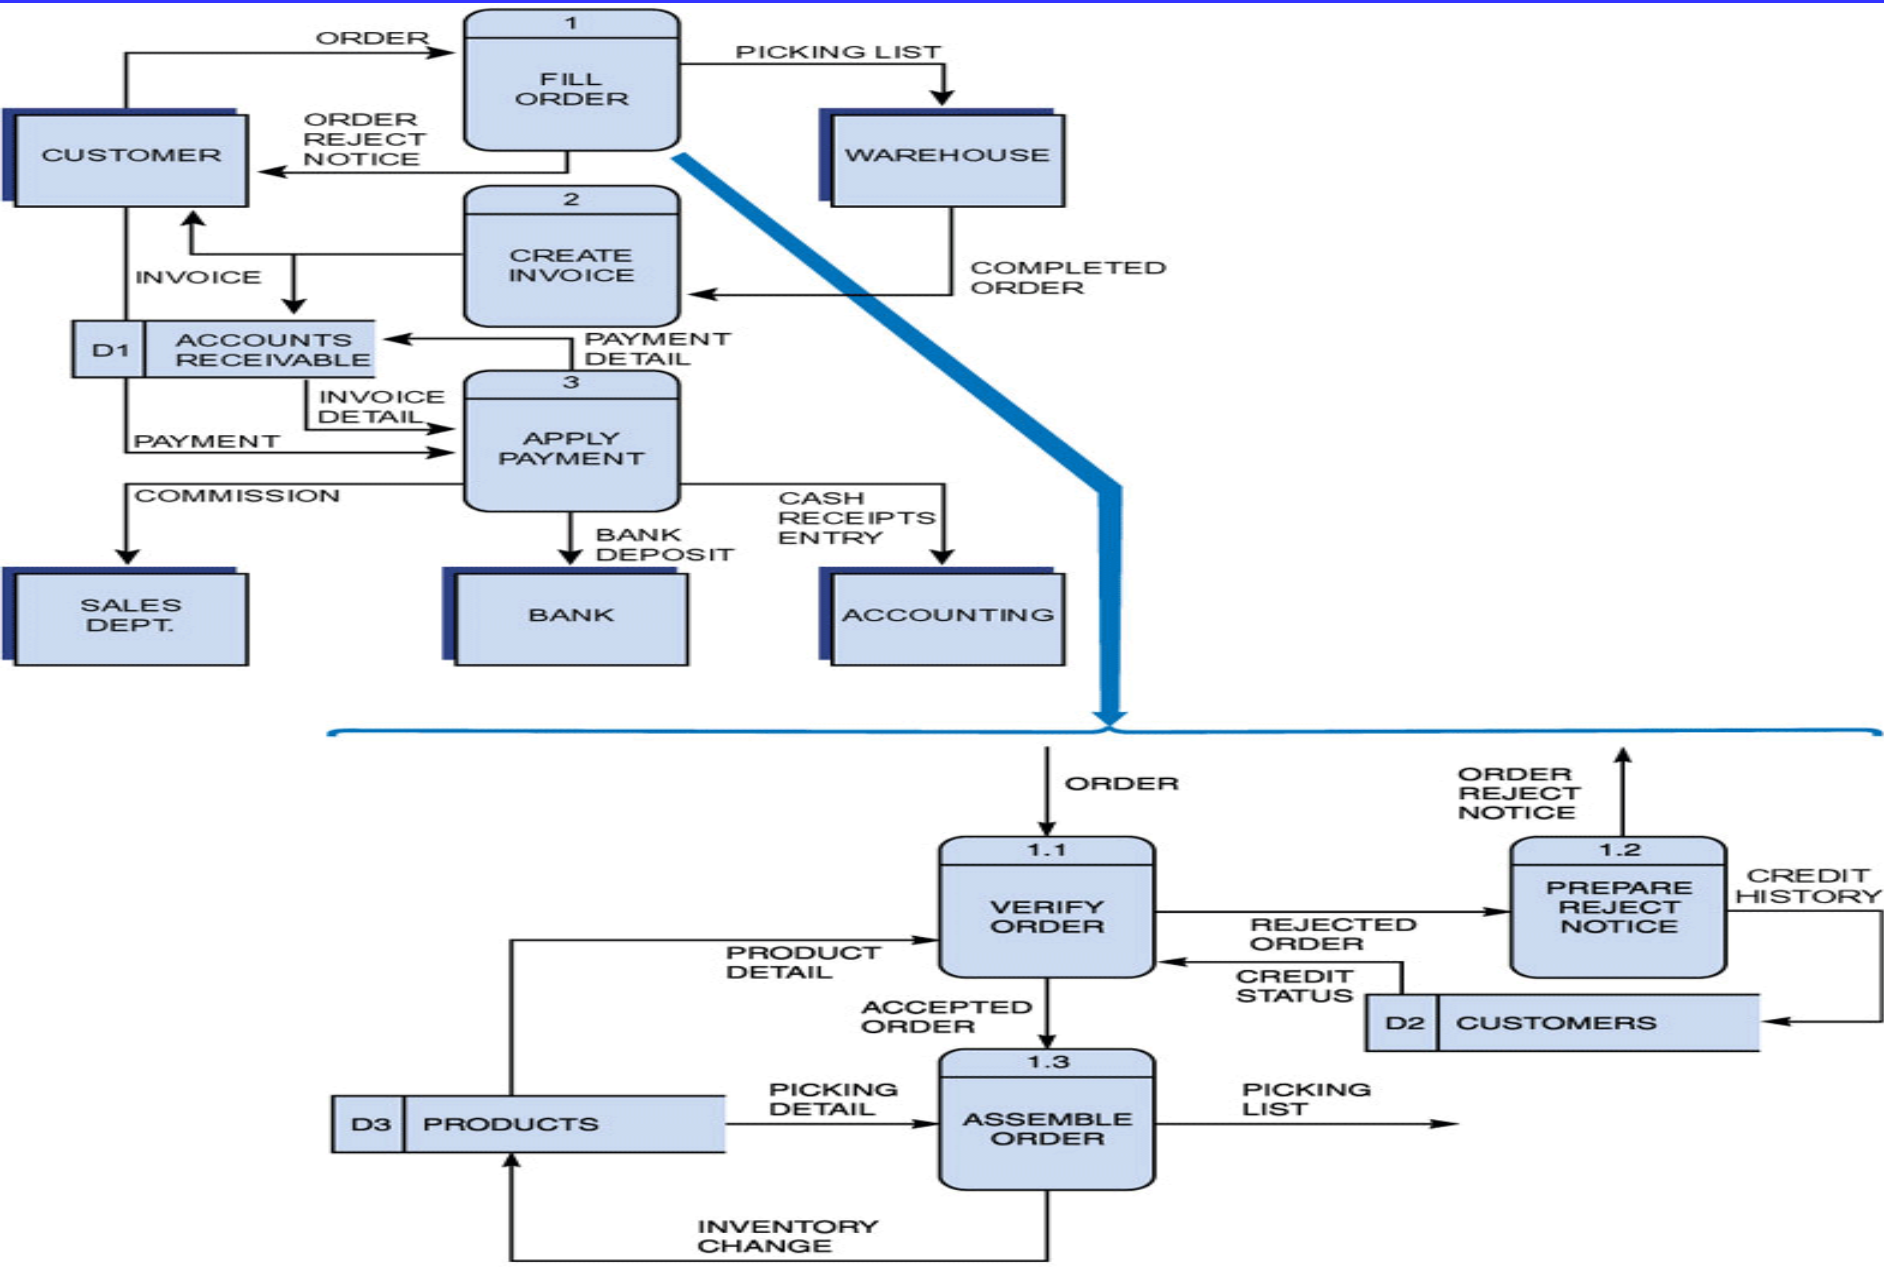 1
ORDER
PICKING LIST
FILL
ORDER
ORDER
REJECT
NOTICE
CUSTOMER
WAREHOUSE
2
CREATE
INVOICE
INVOICE
COMPLETED
ORDER
D1
ACCOUNTS
RECEIVABLE
PAYMENT
DETAIL
3
INVOICE
DETAIL
PAYMENT
APPLY
PAYMENT
COMMISSION
CASH
RECEIPTS
ENTRY
BANK
DEPOSIT
SALES
DEPT.
BANK
ACCOUNTING
ORDER
ORDER
REJECT
NOTICE
1.1
VERIFY
ORDER
1.2
PREPARE
REJECT
NOTICE
CREDIT
HISTORY
REJECTED
ORDER
PRODUCT
DETAIL
CREDIT
STATUS
ACCEPTED
ORDER
D2
CUSTOMERS
1.3
ASSEMBLE
ORDER
PICKING
DETAIL
PICKING
LIST
D3
PRODUCTS
INVENTORY
CHANGE